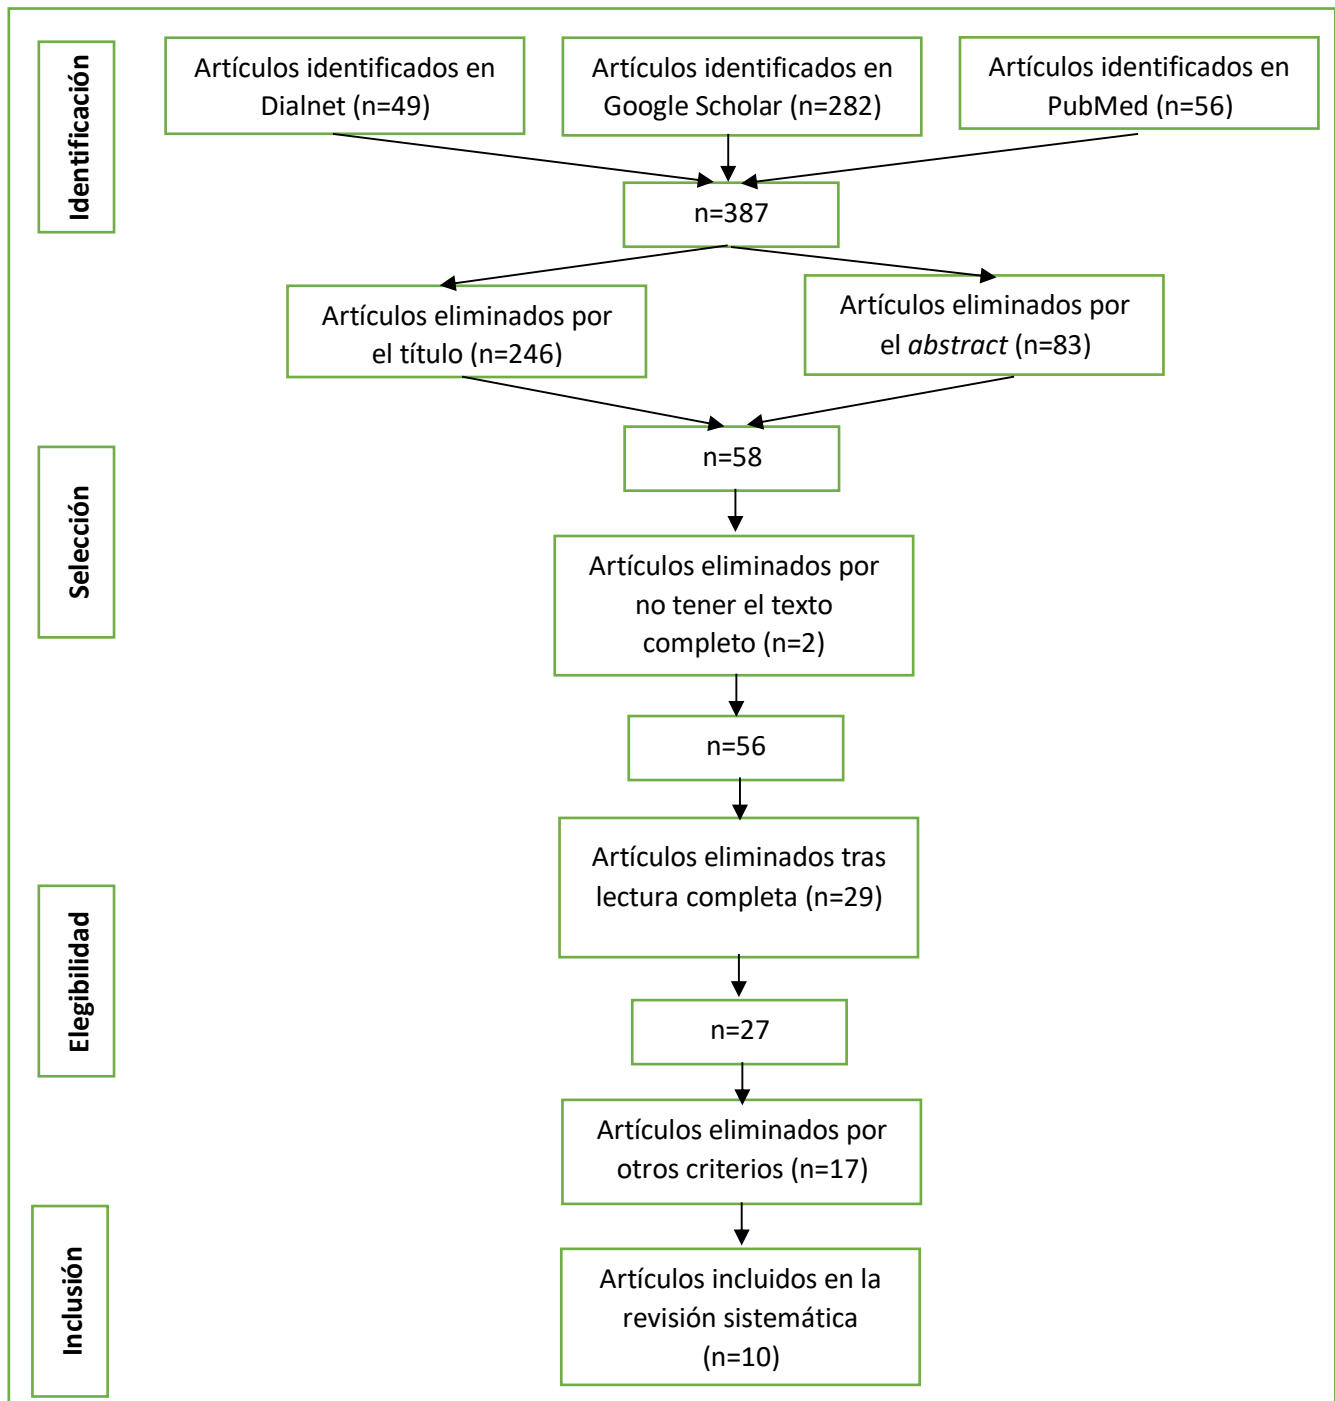 Identificación
Artículos identificados en
Dialnet (n=49)
Artículos identificados en
Google Scholar (n=282)
Artículos identificados en
PubMed (n=56)
n=387
Artículos eliminados por
el título (n=246)
Artículos eliminados por
el abstract (n=83)
Selección
n=58
Artículos eliminados por
no tener el texto
completo (n=2)
n=56
Elegibilidad
Artículos eliminados tras
lectura completa (n=29)
n=27
Artículos eliminados por
otros criterios (n=17)
Inclusión
Artículos incluidos en la
revisión sistemática
(n=10)